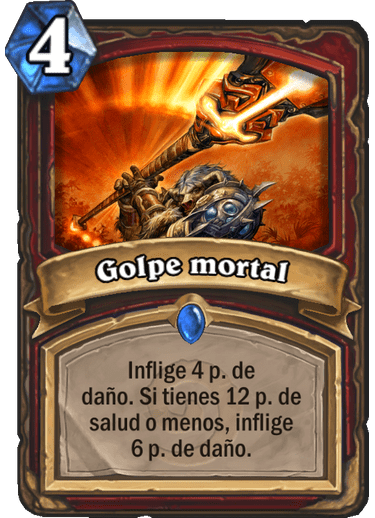 4
Golpe mortal
Inflige 4 p. de
daño. Si tienes 12 p. de
salud o menos, inflige
6 p. de daño.